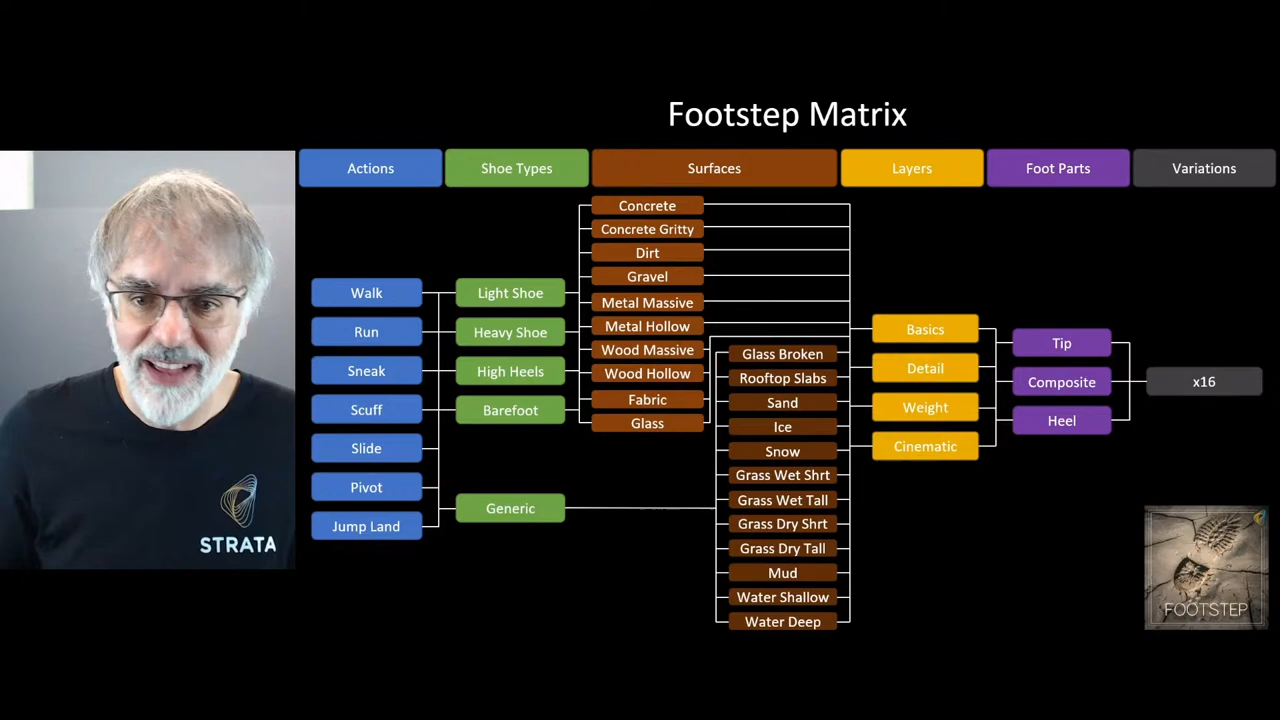 Footstep Matrix
Actions
Shoe Types
Surfaces
Layers
Foot Parts
Variations
Walk
Run
Sneak
Scuff
Slide
Pivot
Jump Land
Light Shoe
Heavy Shoe
High Heels
Barefoot
Generic
Concrete
Concrete Gritty
Dirt
Gravel
Metal Massive
Metal Hollow
Wood Massive
Wood Hollow
Fabric
Glass
Glass Broken
Rooftop Slabs
Sand
Ice
Snow
Grass Wet Shrt
Grass Wet Tall
Grass Dry Shrt
Grass Dry Tall
Mud
Water Shallow
Water Deep
Basics
Detail
Weight
Cinematic
Tip
Composite
Heel
x16
STRATA
FOOTSTEP